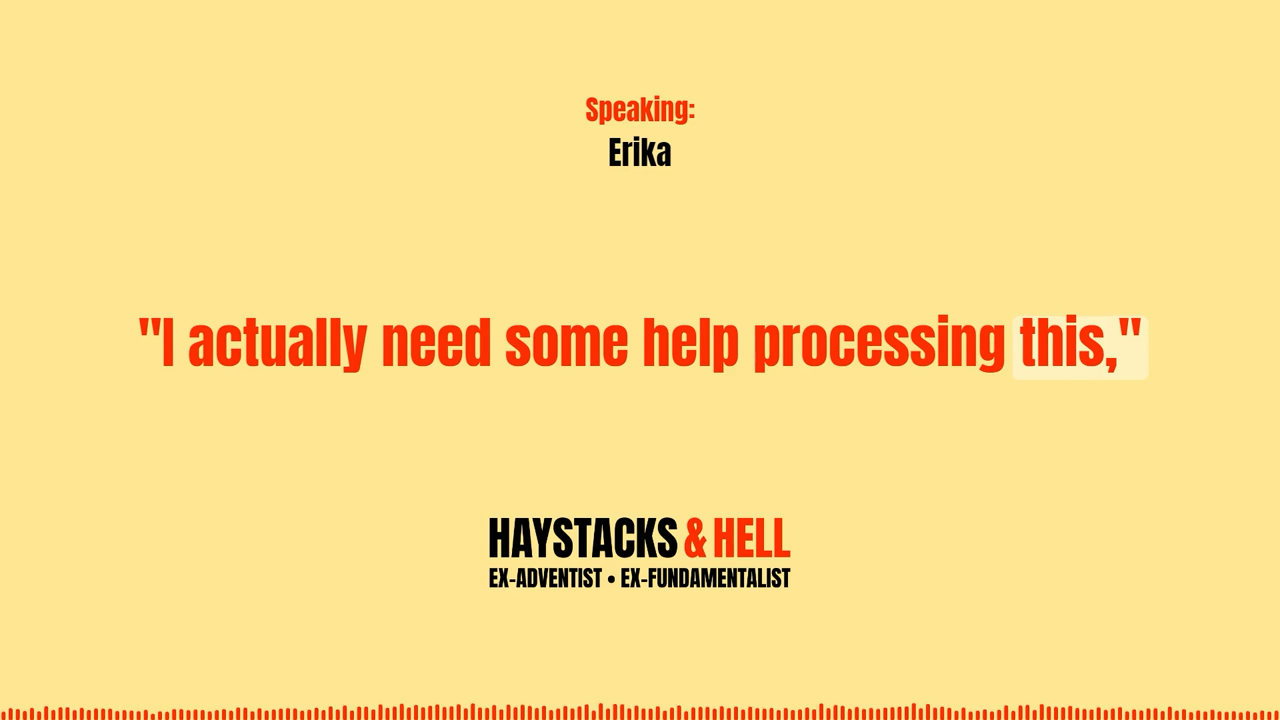 Speaking:
Erika
"I actually need some help processing this,"
HAYSTACKS & HELL
EX-ADVENTIST • EX-FUNDAMENTALIST